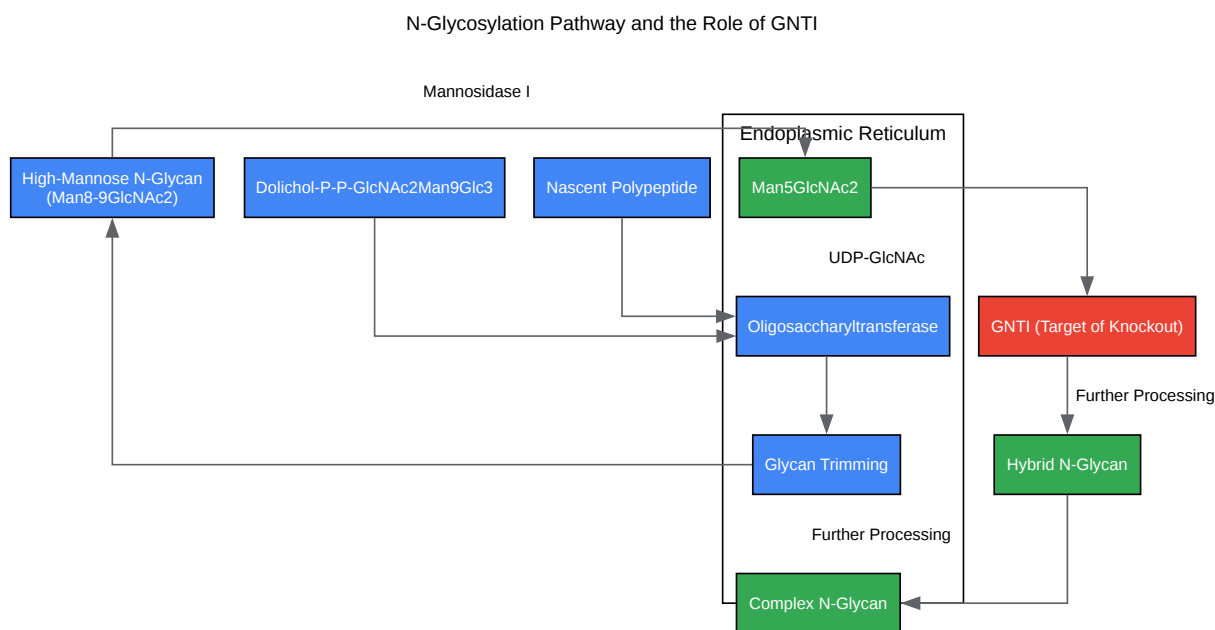 N-Glycosylation Pathway and the Role of GNTI
Mannosidase I
Endoplasmic Reticulum
High-Mannose N-Glycan
(Man8-9GlcNAc2)
Dolichol-P-P-GlcNAc2Man9Glc3
Nascent Polypeptide
Man5GlcNAc2
UDP-GlcNAc
Oligosaccharyltransferase
GNTI (Target of Knockout)
Further Processing
Glycan Trimming
Hybrid N-Glycan
Further Processing
Complex N-Glycan